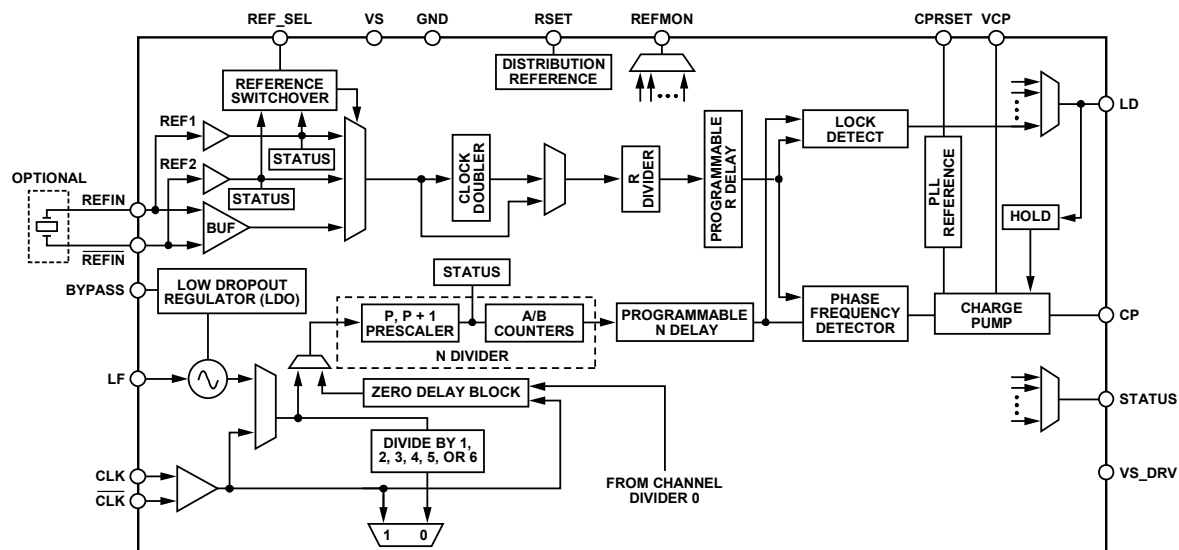 REF_SEL
VS
GND
RSET
REFMON
CPRSET
VCP
DISTRIBUTION
REFERENCE
REFERENCE
SWITCHOVER
REF1
STATUS
REF2
STATUS
BUF
OPTIONAL
REFIN
REFIN
CLOCK
DOUBLER
R
DIVIDER
PROGRAMMABLE
R DELAY
LOCK
DETECT
LD
PLL
REFERENCE
HOLD
BYPASS
LOW DROPOUT
REGULATOR (LDO)
STATUS
P, P + 1
PRESCALER
A/B
COUNTERS
N DIVIDER
PROGRAMMABLE
N DELAY
PHASE
FREQUENCY
DETECTOR
CHARGE
PUMP
CP
LF
ZERO DELAY BLOCK
STATUS
DIVIDE BY 1,
2, 3, 4, 5, OR 6
FROM CHANNEL
DIVIDER 0
VS_DRV
CLK
CLK
1 0